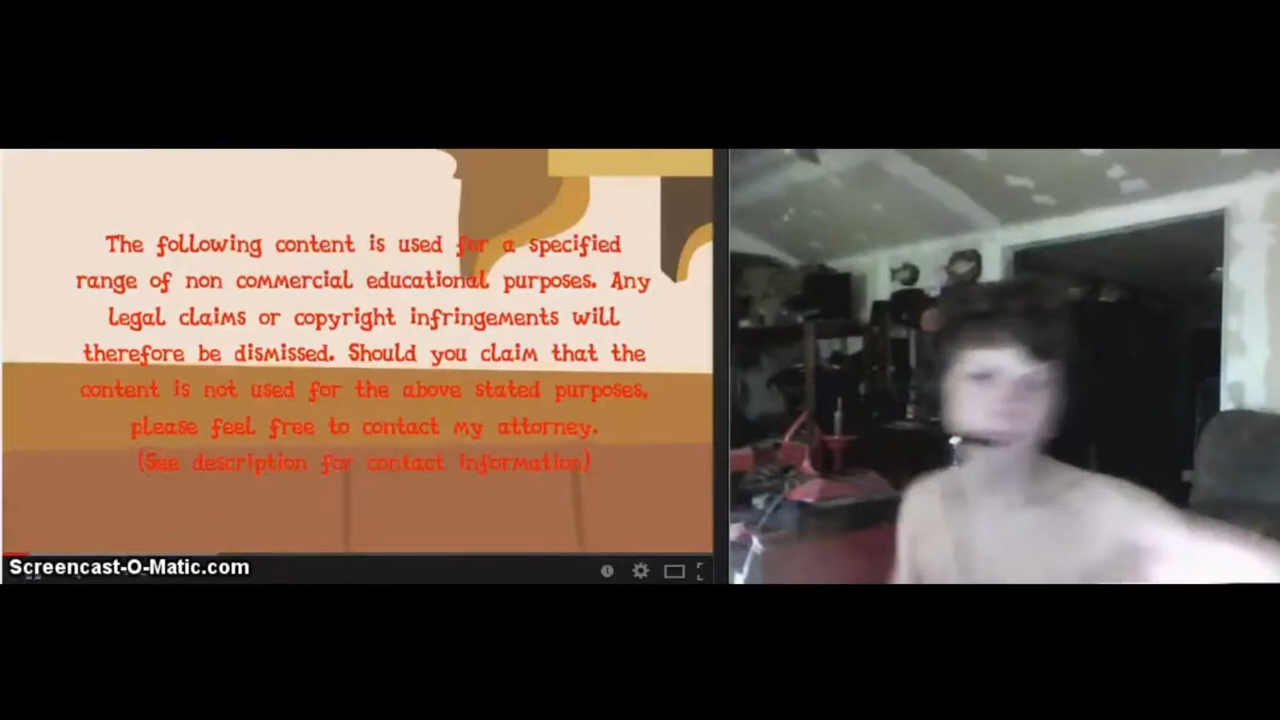 The following content is used for a specified
range of non commercial educational purposes. Any
legal claims or copyright infringements will
therefore be dismissed. Should you claim that the
content is not used for the above stated purposes,
please feel free to contact my attorney.
(See description for contact information)
Screencast-O-Matic.com